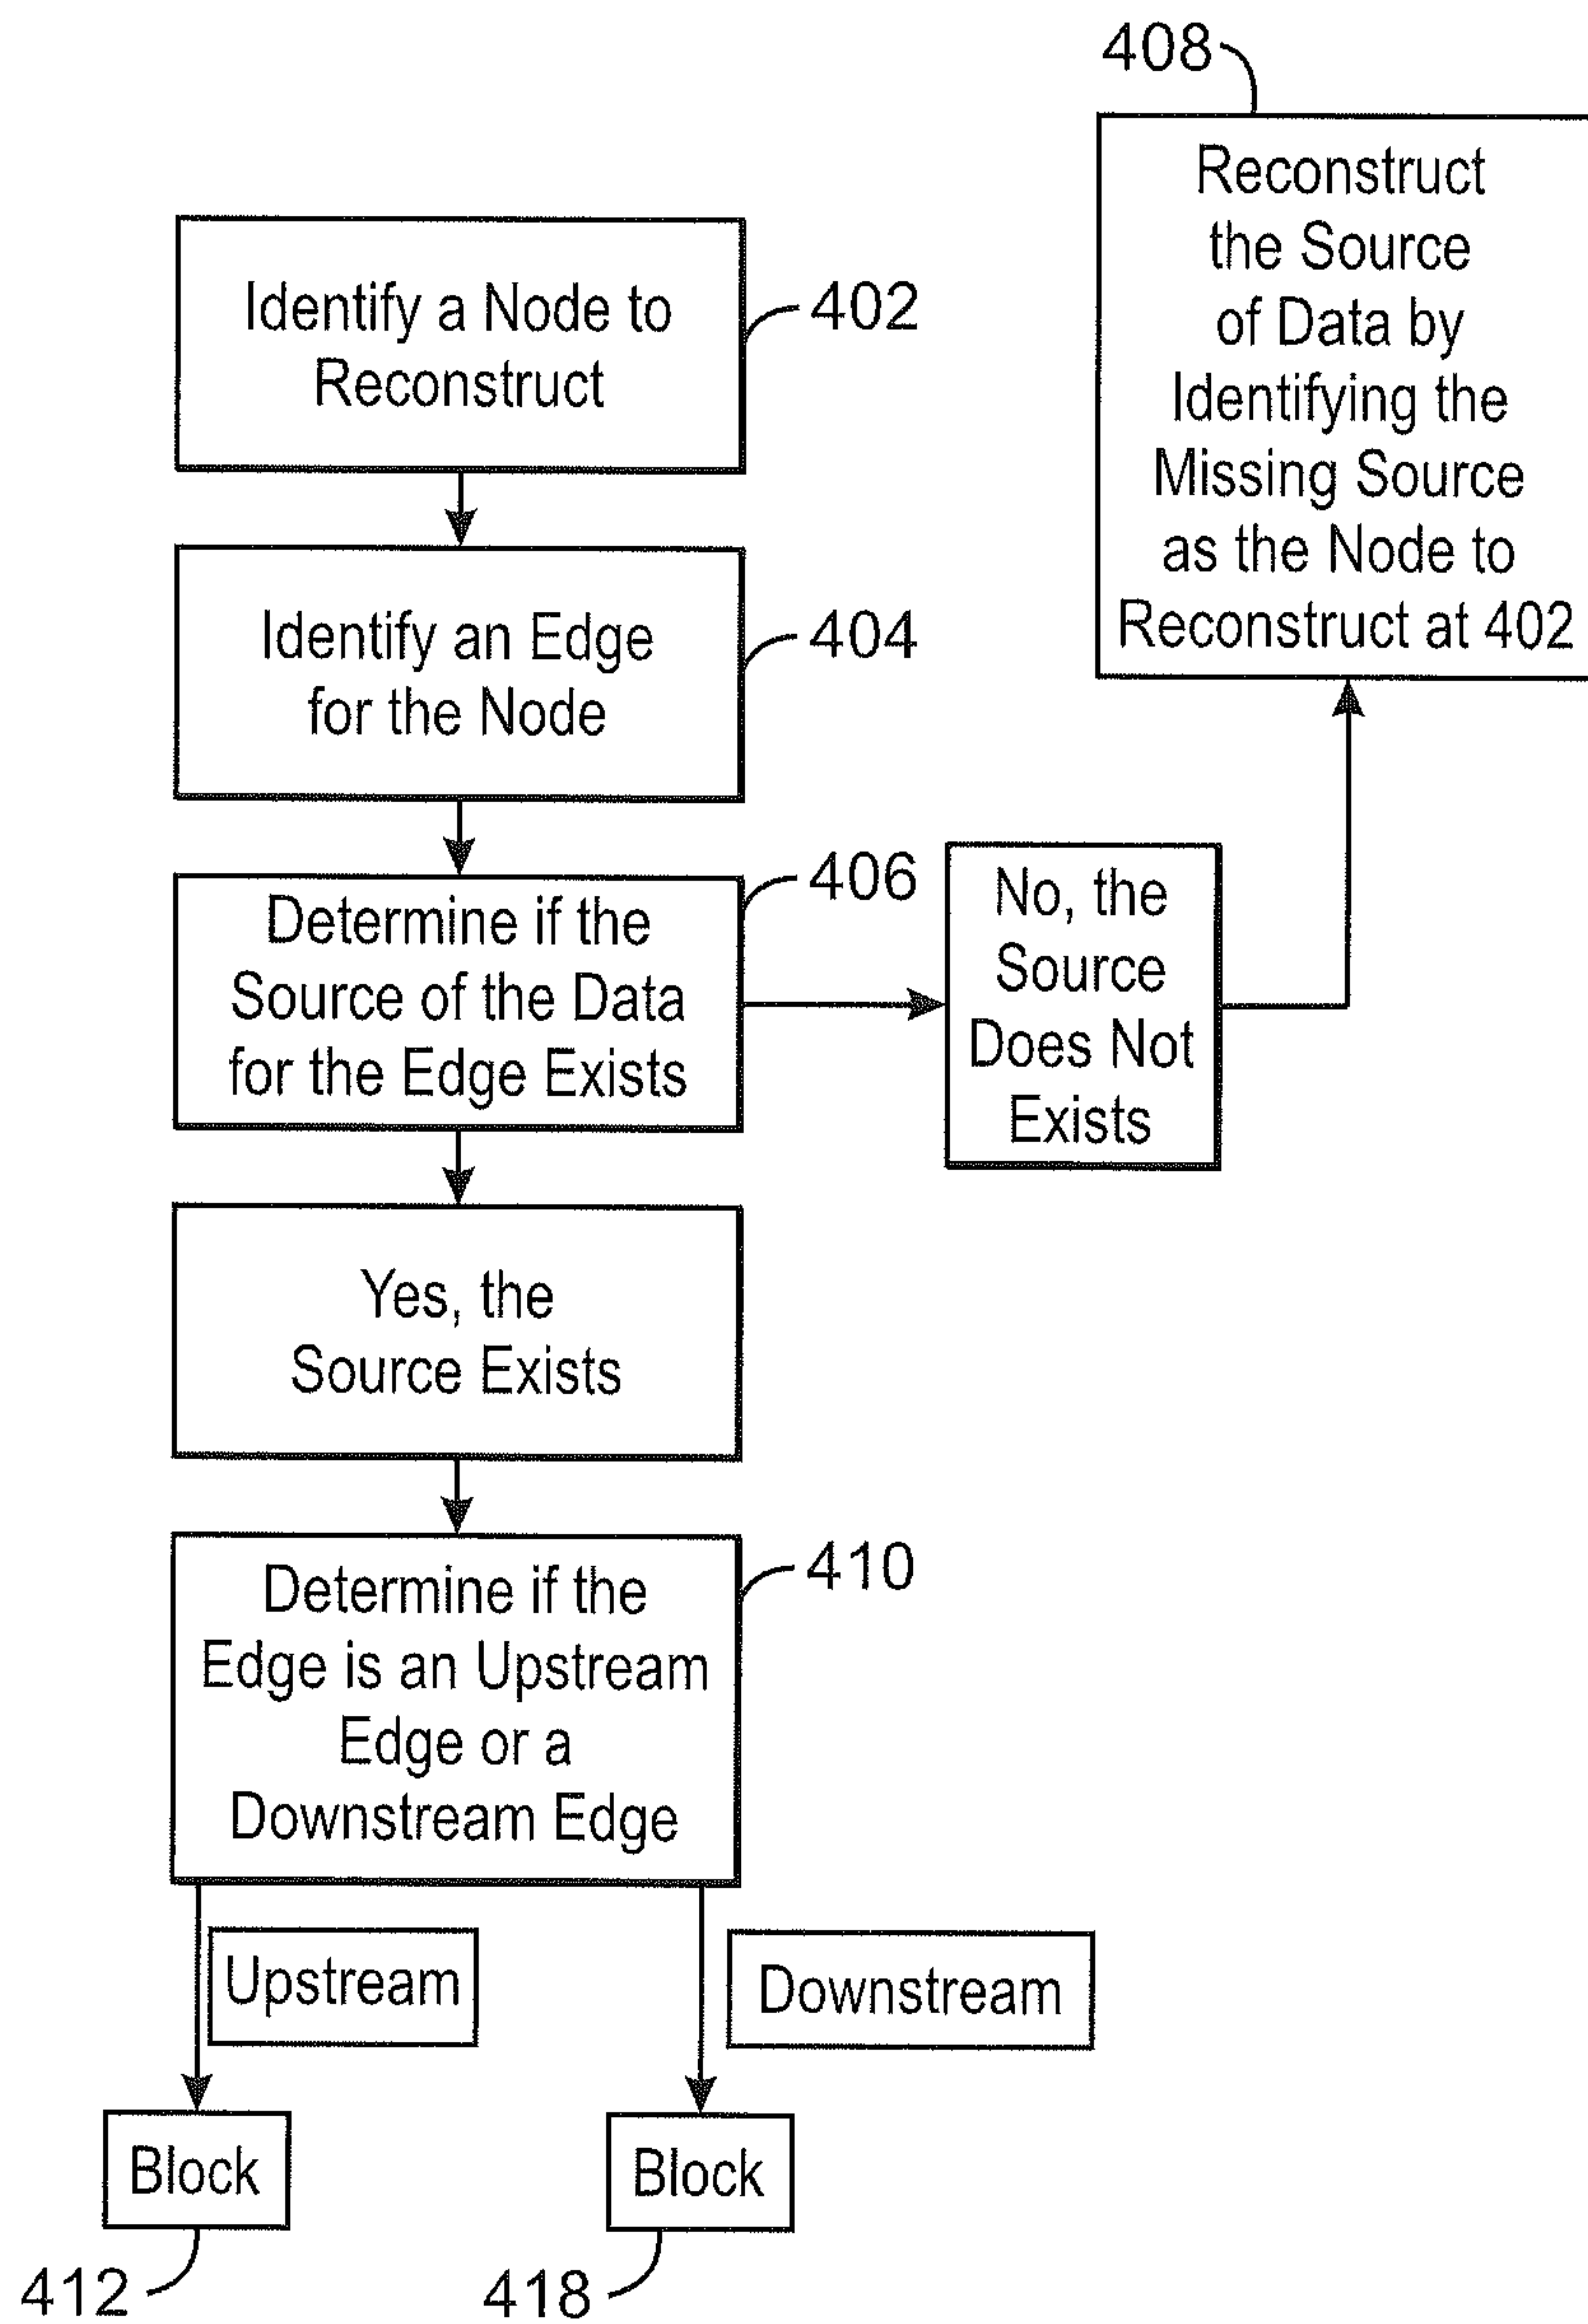 408
Reconstruct
the Source
of Data by
Identifying the
Missing Source
as the Node to
Reconstruct at 402
Identify a Node to
Reconstruct
402
Identify an Edge
for the Node
404
Determine if the
Source of the Data
for the Edge Exists
406
No, the
Source
Does Not
Exists
Yes, the
Source Exists
Determine if the
Edge is an Upstream
Edge or a
Downstream Edge
410
Upstream
Downstream
Block
Block
412
418